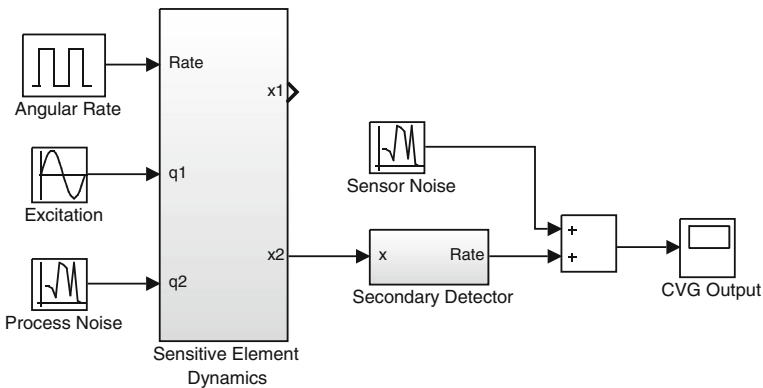 Rate
x1
Angular Rate
q1
Sensor Noise
Excitation
+
x2
x
Rate
+
q2
Secondary Detector
CVG Output
Process Noise
Sensitive Element
Dynamics